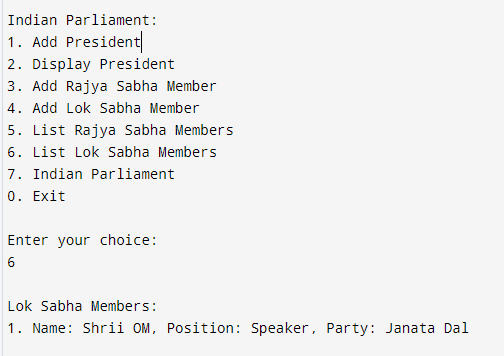 Indian Parliament:
1. Add President
2. Display President
3. Add Rajya Sabha Member
4. Add Lok Sabha Member
5. List Rajya Sabha Members
6. List Lok Sabha Members
7. Indian Parliament
0. Exit
Enter your choice:
6
Lok Sabha Members:
1. Name: Shrii OM, Position: Speaker, Party: Janata Dal